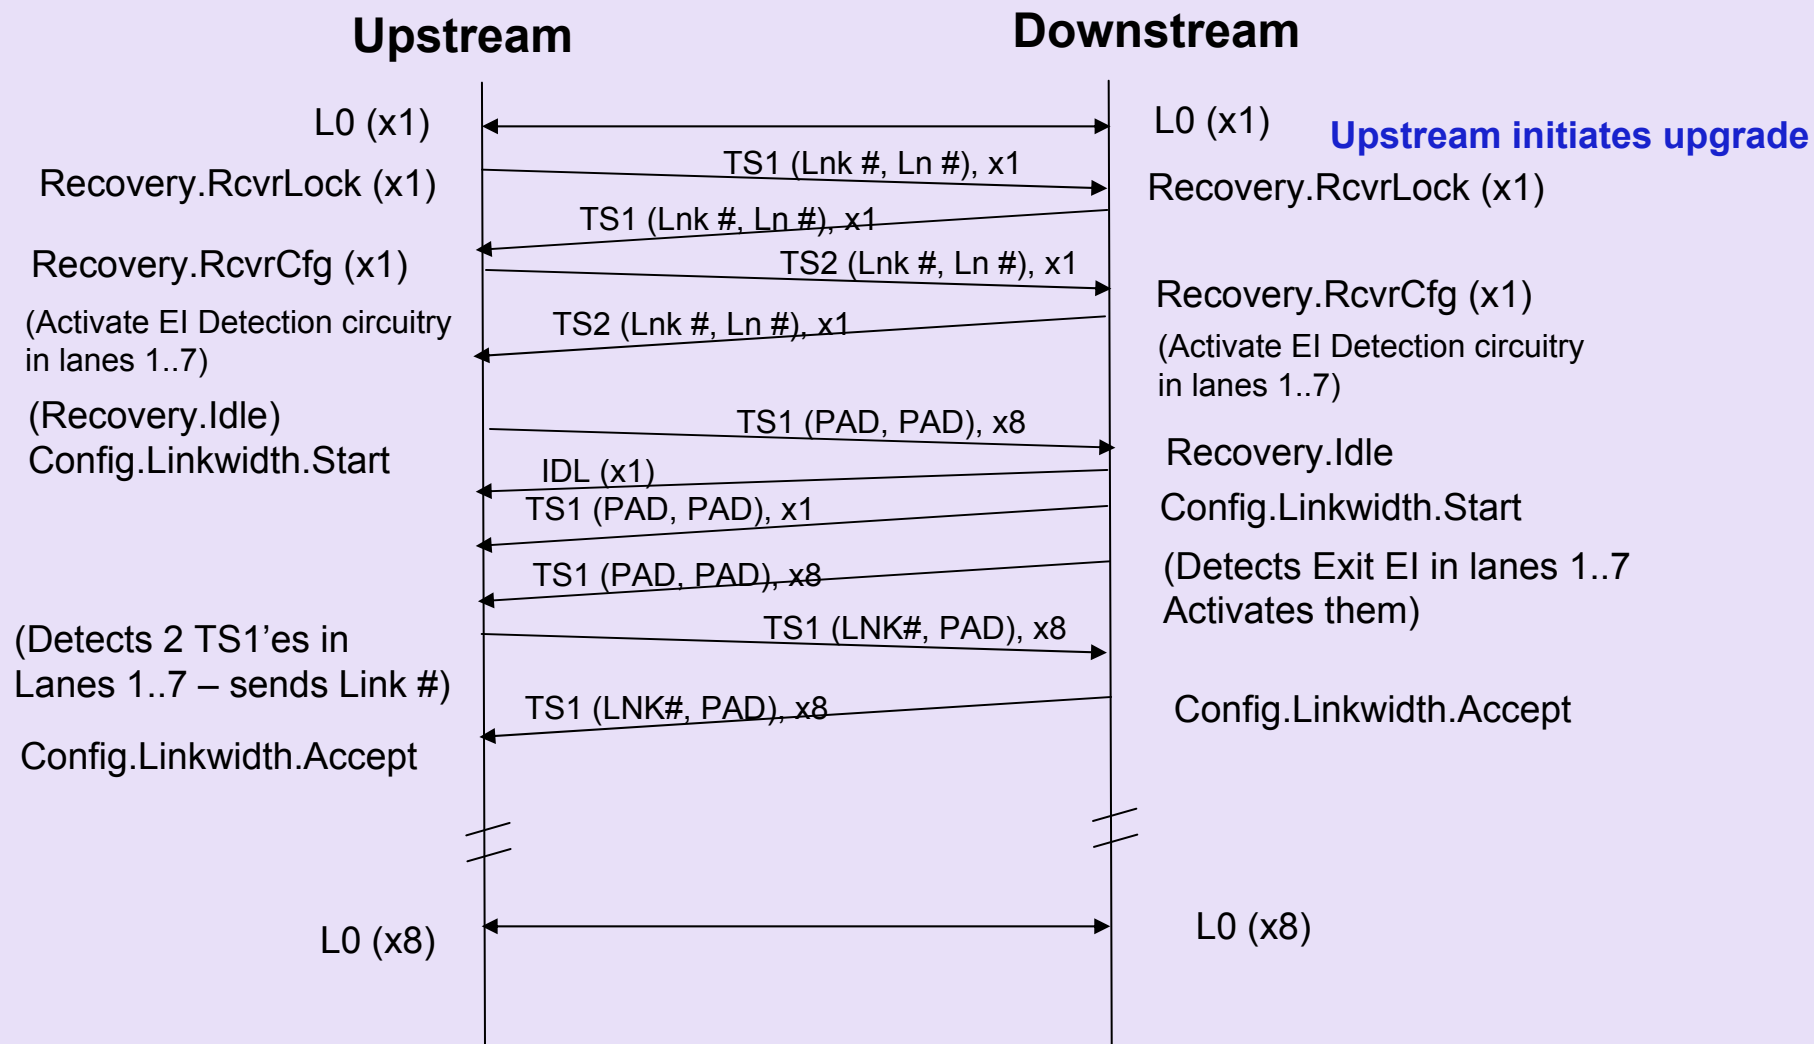 Upstream
Downstream
L0 (x1)
L0 (x1)
Upstream initiates upgrade
TS1 (Lnk #, Ln #), x1
Recovery.RcvrLock (x1)
Recovery.RcvrLock (x1)
TS1 (Lnk #, Ln #), x1
Recovery.RcvrCfg (x1)
TS2 (Lnk #, Ln #), x1
Recovery.RcvrCfg (x1)
(Activate EI Detection circuitry
in lanes 1..7)
TS2 (Lnk #, Ln #), x1
(Activate EI Detection circuitry
in lanes 1..7)
(Recovery.Idle)
Config.Linkwidth.Start
TS1 (PAD, PAD), x8
Recovery.Idle
IDL (x1)
TS1 (PAD, PAD), x1
Config.Linkwidth.Start
TS1 (PAD, PAD), x8
(Detects Exit EI in lanes 1..7
Activates them)
(Detects 2 TS1’es in
Lanes 1..7 – sends Link #)
TS1 (LNK#, PAD), x8
TS1 (LNK#, PAD), x8
Config.Linkwidth.Accept
Config.Linkwidth.Accept
L0 (x8)
L0 (x8)